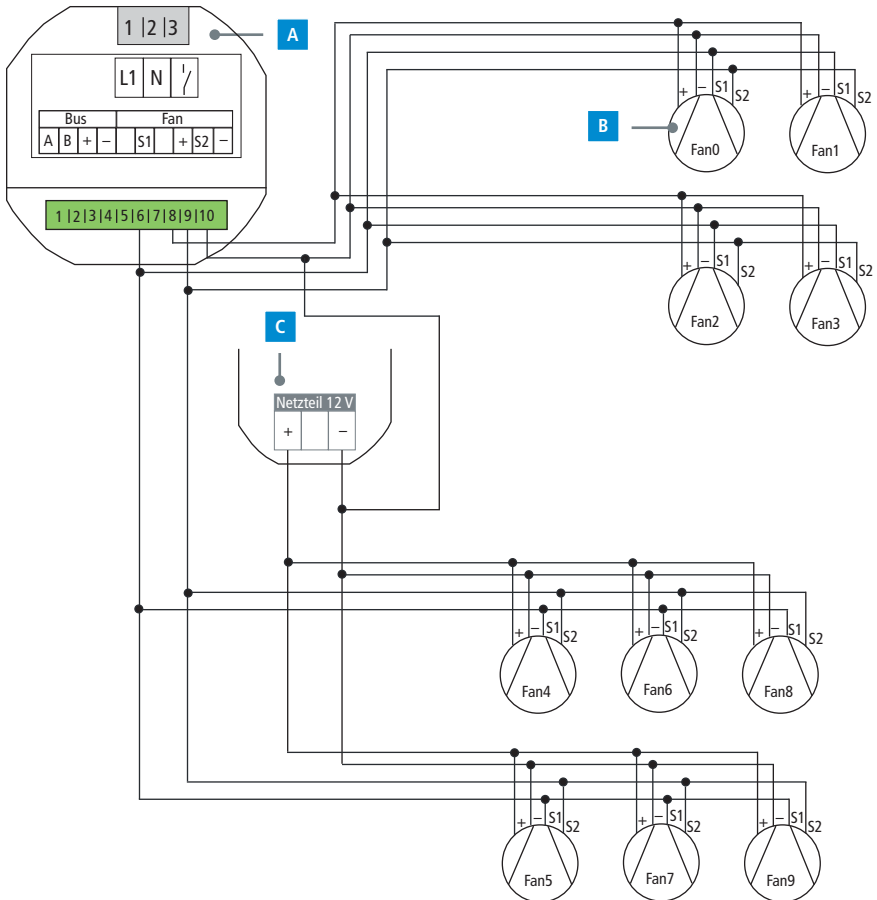 1 |2 |3
A
L1 N
Bus Fan
A B + − S1 + S2 −
1 |2|3|4|5|6|7|8|9|10
+ − S1 S2
Fan0
+ − S1 S2
Fan1
B
+ − S1 S2
Fan2
+ − S1 S2
Fan3
C
Netzteil 12 V
+ −
+ − S1 S2
Fan4
+ − S1 S2
Fan6
+ − S1 S2
Fan8
+ − S1 S2
Fan5
+ − S1 S2
Fan7
+ − S1 S2
Fan9